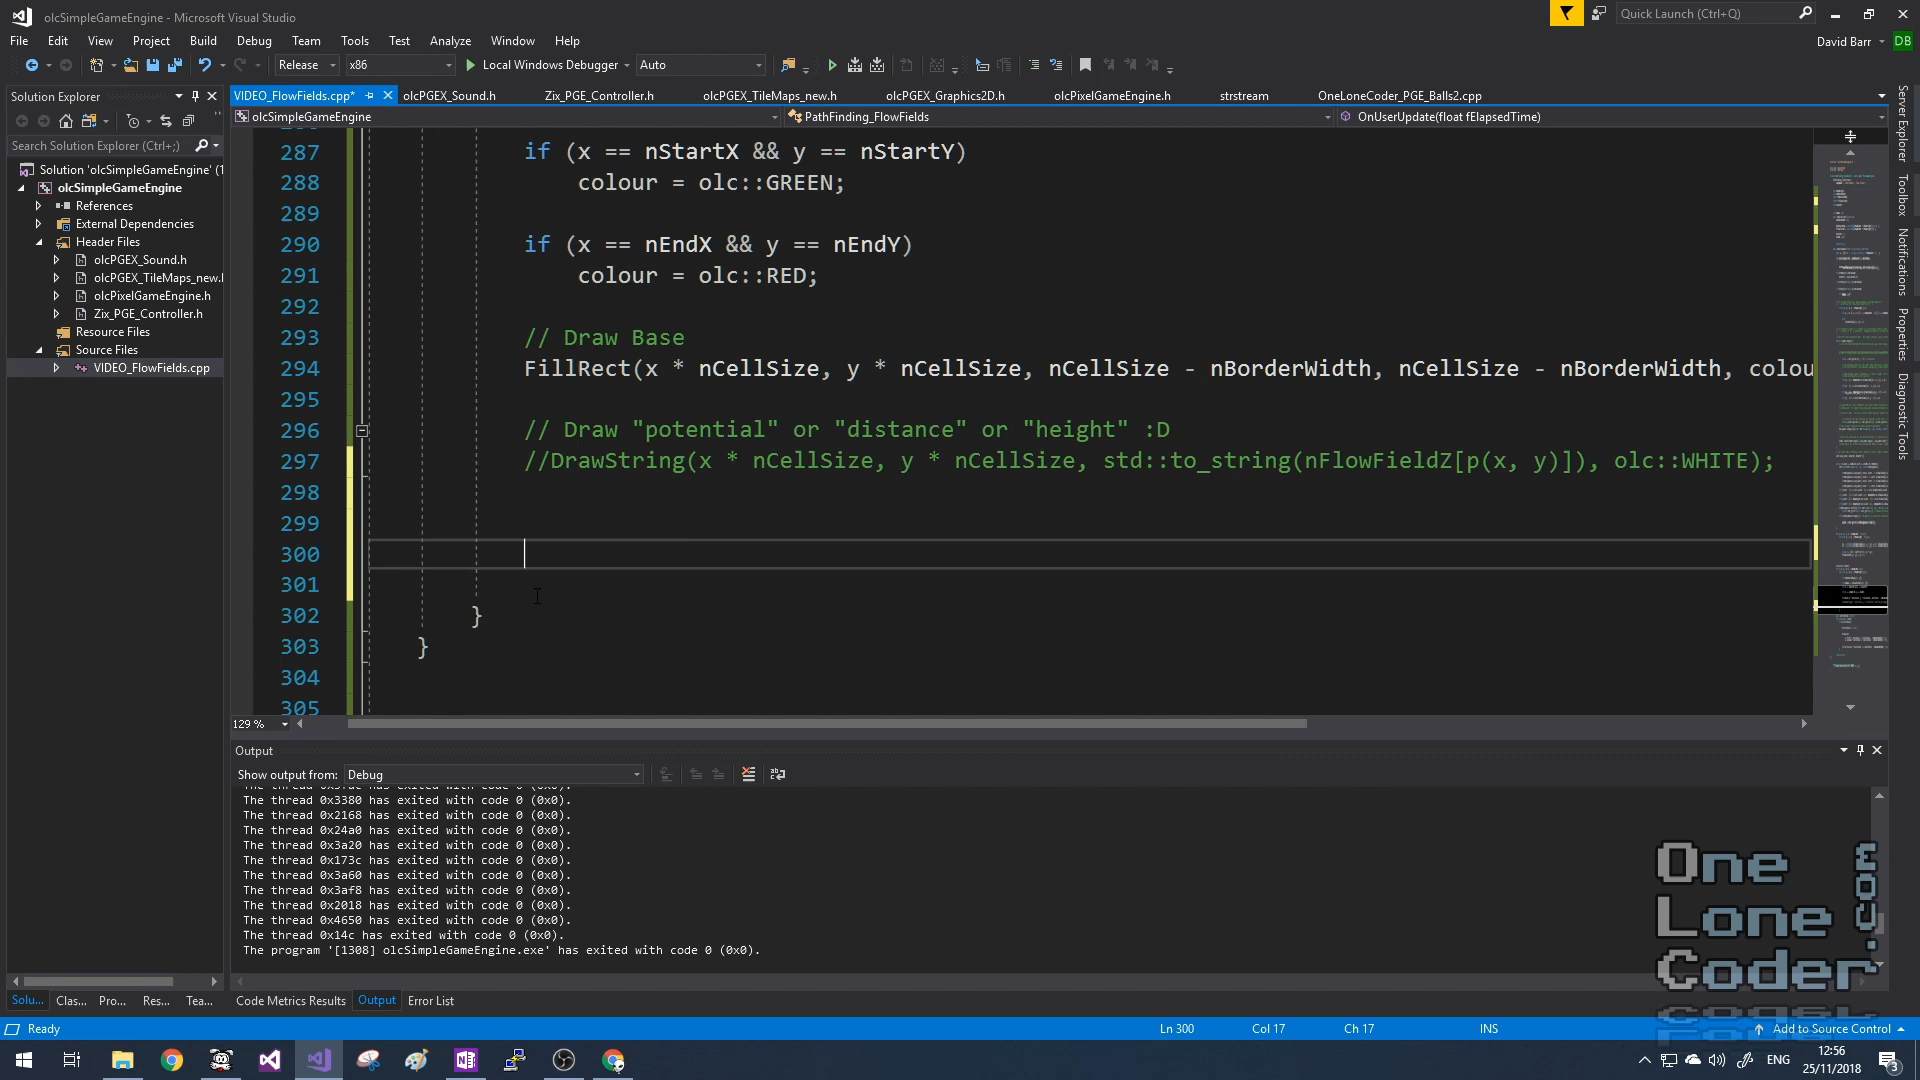 olcSimpleGameEngine - Microsoft Visual Studio
Quick Launch (Ctrl+Q)
File Edit View Project Build Debug Team Tools Test Analyze Window Help
David Barr DB
Release x86 Local Windows Debugger Auto
Solution Explorer
Search Solution Explorer (Ctrl+;)
Solution 'olcSimpleGameEngine' (1
olcSimpleGameEngine
References
External Dependencies
Header Files
olcPGEX_Sound.h
olcPGEX_TileMaps_new.h
olcPixelGameEngine.h
Zix_PGE_Controller.h
Resource Files
Source Files
VIDEO_FlowFields.cpp
Solu... Clas... Pro... Res... Tea...
VIDEO_FlowFields.cpp* olcPGEX_Sound.h Zix_PGE_Controller.h olcPGEX_TileMaps_new.h olcPGEX_Graphics2D.h olcPixelGameEngine.h strstream OneLoneCoder_PGE_Balls2.cpp
olcSimpleGameEngine PathFinding_FlowFields OnUserUpdate(float fElapsedTime)
287 if (x == nStartX && y == nStartY)
288 colour = olc::GREEN;
289
290 if (x == nEndX && y == nEndY)
291 colour = olc::RED;
292
293 // Draw Base
294 FillRect(x * nCellSize, y * nCellSize, nCellSize - nBorderWidth, nCellSize - nBorderWidth, colou
295
296 // Draw "potential" or "distance" or "height" :D
297 //DrawString(x * nCellSize, y * nCellSize, std::to_string(nFlowFieldZ[p(x, y)]), olc::WHITE);
298
299
300
301
302 }
303 }
304
305
129 %
Server Explorer
Toolbox
Notifications
Properties
Diagnostic Tools
Output
Show output from: Debug
The thread 0x3380 has exited with code 0 (0x0).
The thread 0x2168 has exited with code 0 (0x0).
The thread 0x24a0 has exited with code 0 (0x0).
The thread 0x3a20 has exited with code 0 (0x0).
The thread 0x173c has exited with code 0 (0x0).
The thread 0x3a60 has exited with code 0 (0x0).
The thread 0x3af8 has exited with code 0 (0x0).
The thread 0x2018 has exited with code 0 (0x0).
The thread 0x4650 has exited with code 0 (0x0).
The thread 0x14c has exited with code 0 (0x0).
The program '[1308] olcSimpleGameEngine.exe' has exited with code 0 (0x0).
Code Metrics Results Output Error List
One
Lone
Coder
.com
Ready Ln 300 Col 17 Ch 17 INS Add to Source Control
ENG
12:56
25/11/2018
3